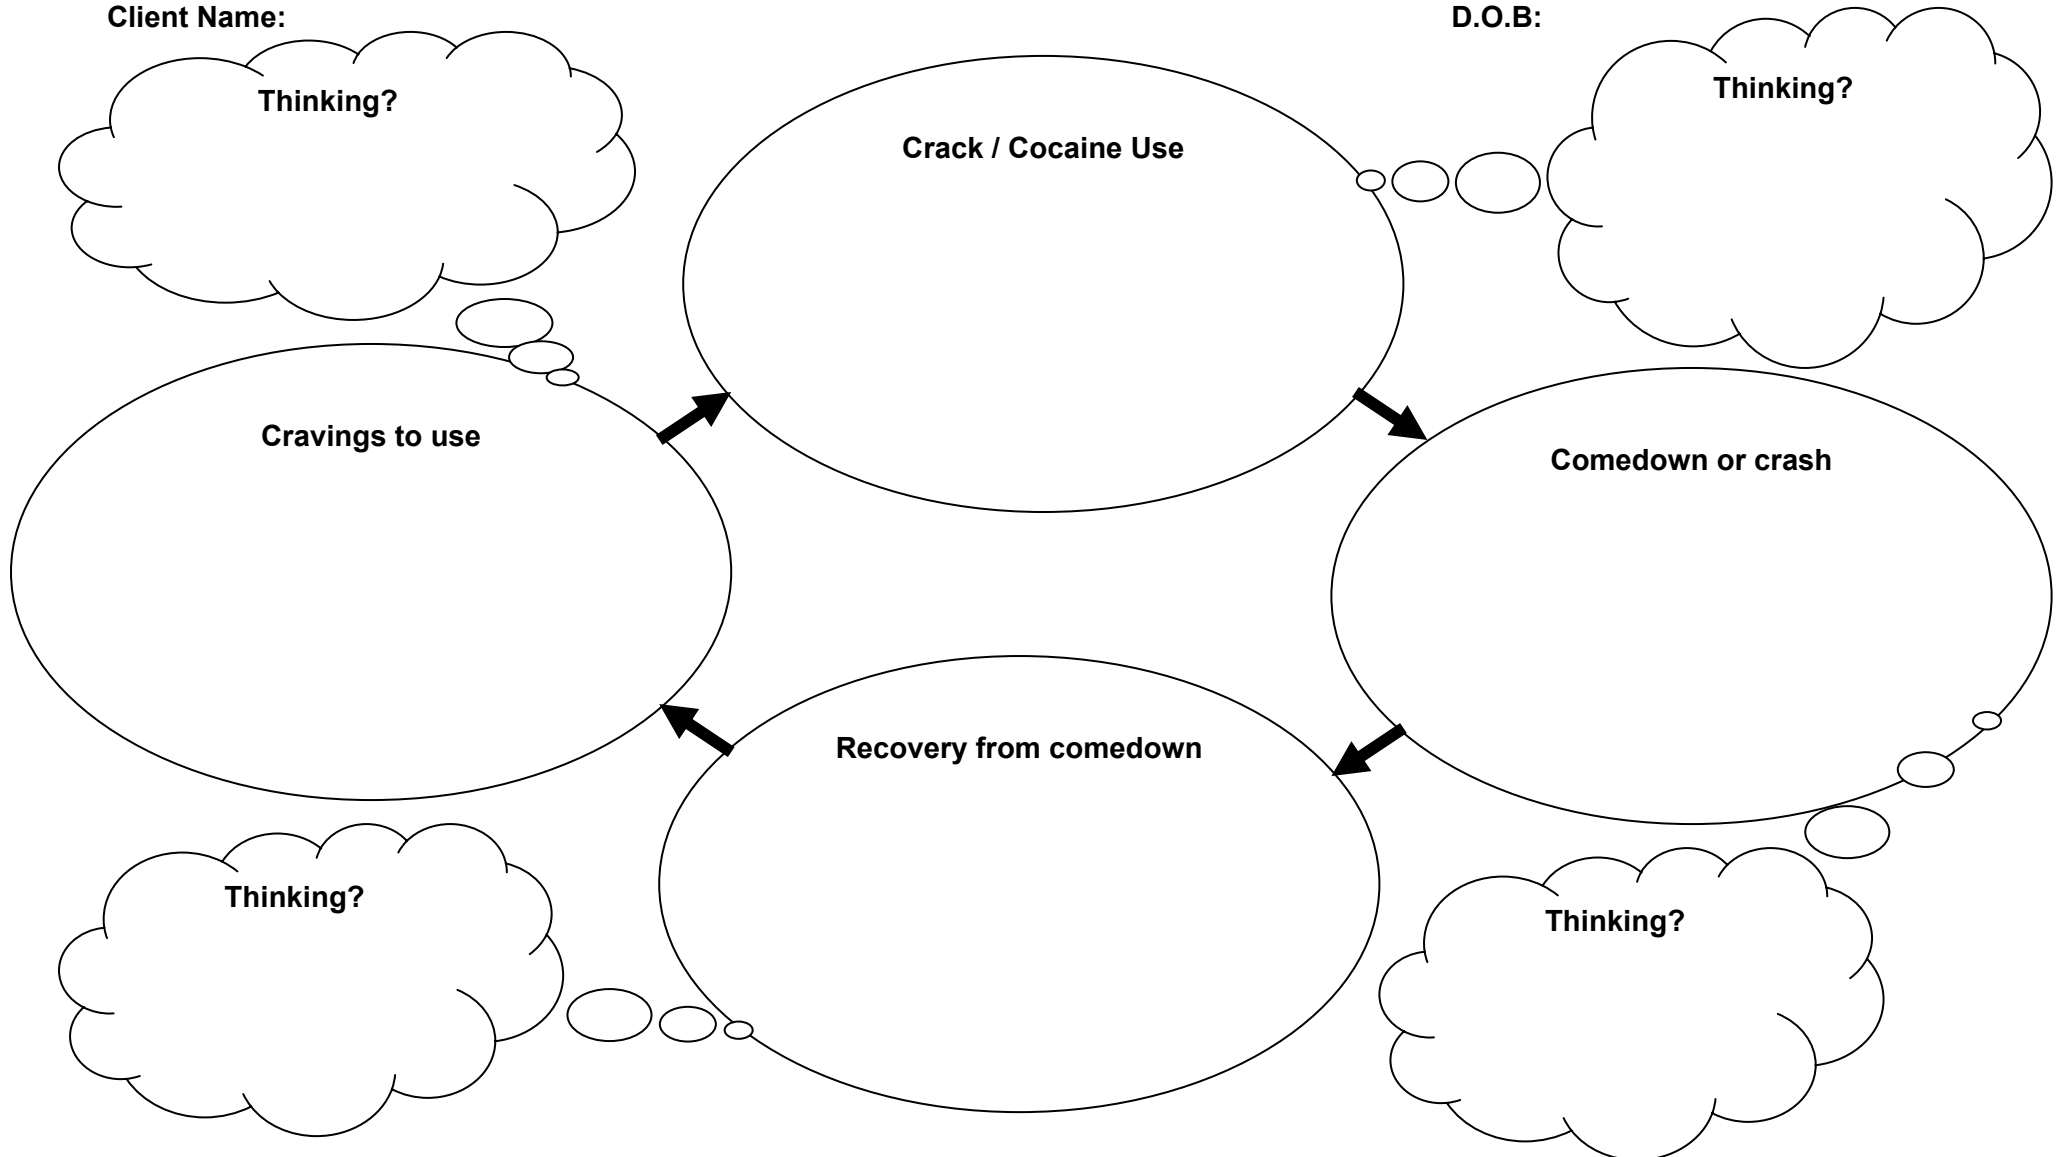 Client Name:
D.O.B:
Thinking?
Thinking?
Crack / Cocaine Use
Cravings to use
Comedown or crash
Recovery from comedown
Thinking?
Thinking?